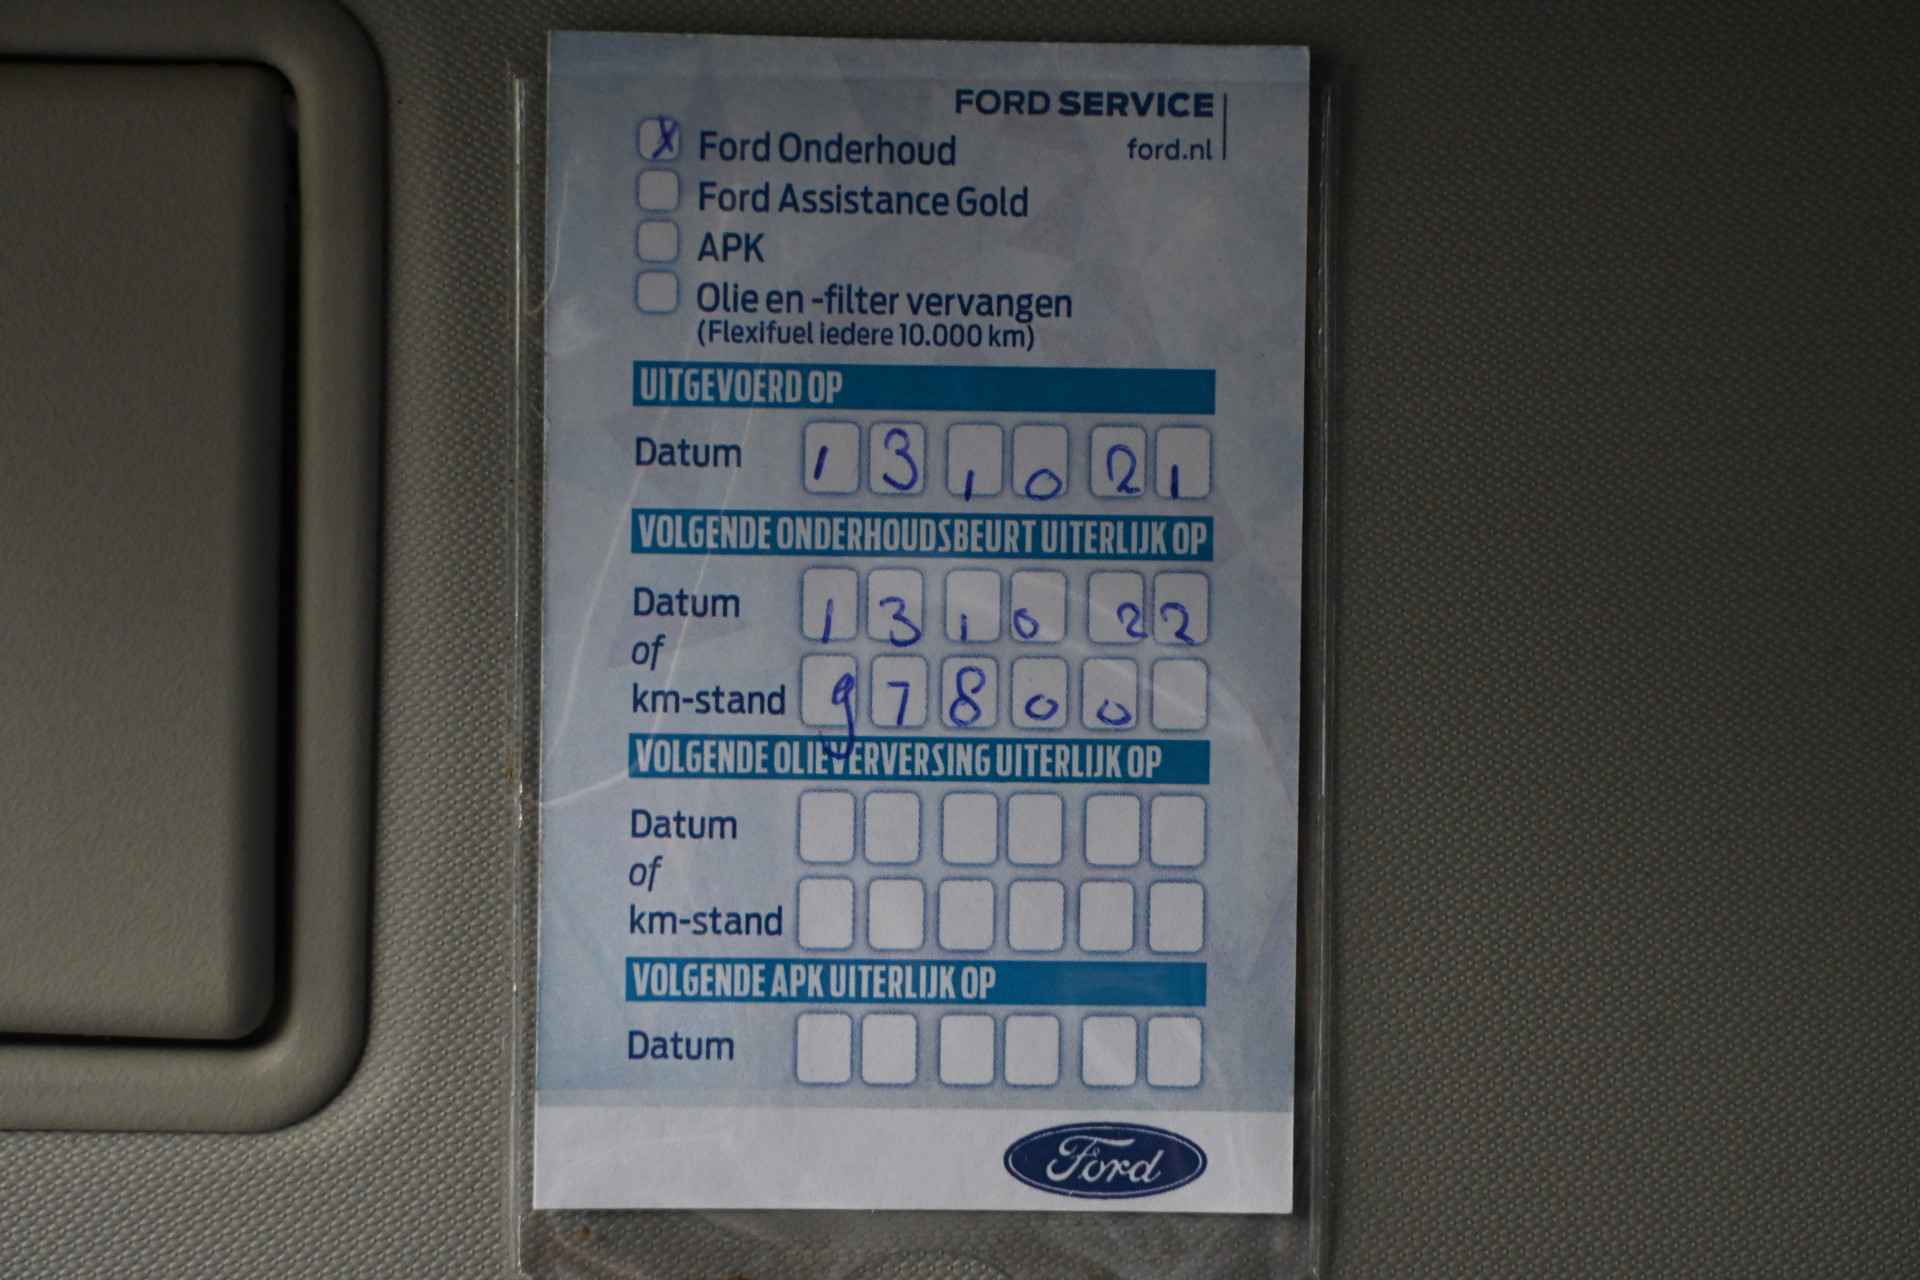 FORD SERVICE
ford.nl
X Ford Onderhoud
Ford Assistance Gold
APK
Olie en -filter vervangen
(Flexifuel iedere 10.000 km)
UITGEVOERD OP
Datum 13 10 21
VOLGENDE ONDERHOUDSBEURT UITERLIJK OP
Datum 13 10 22
of
km-stand 97800
VOLGENDE OLIEVERVERSING UITERLIJK OP
Datum
of
km-stand
VOLGENDE APK UITERLIJK OP
Datum
Ford